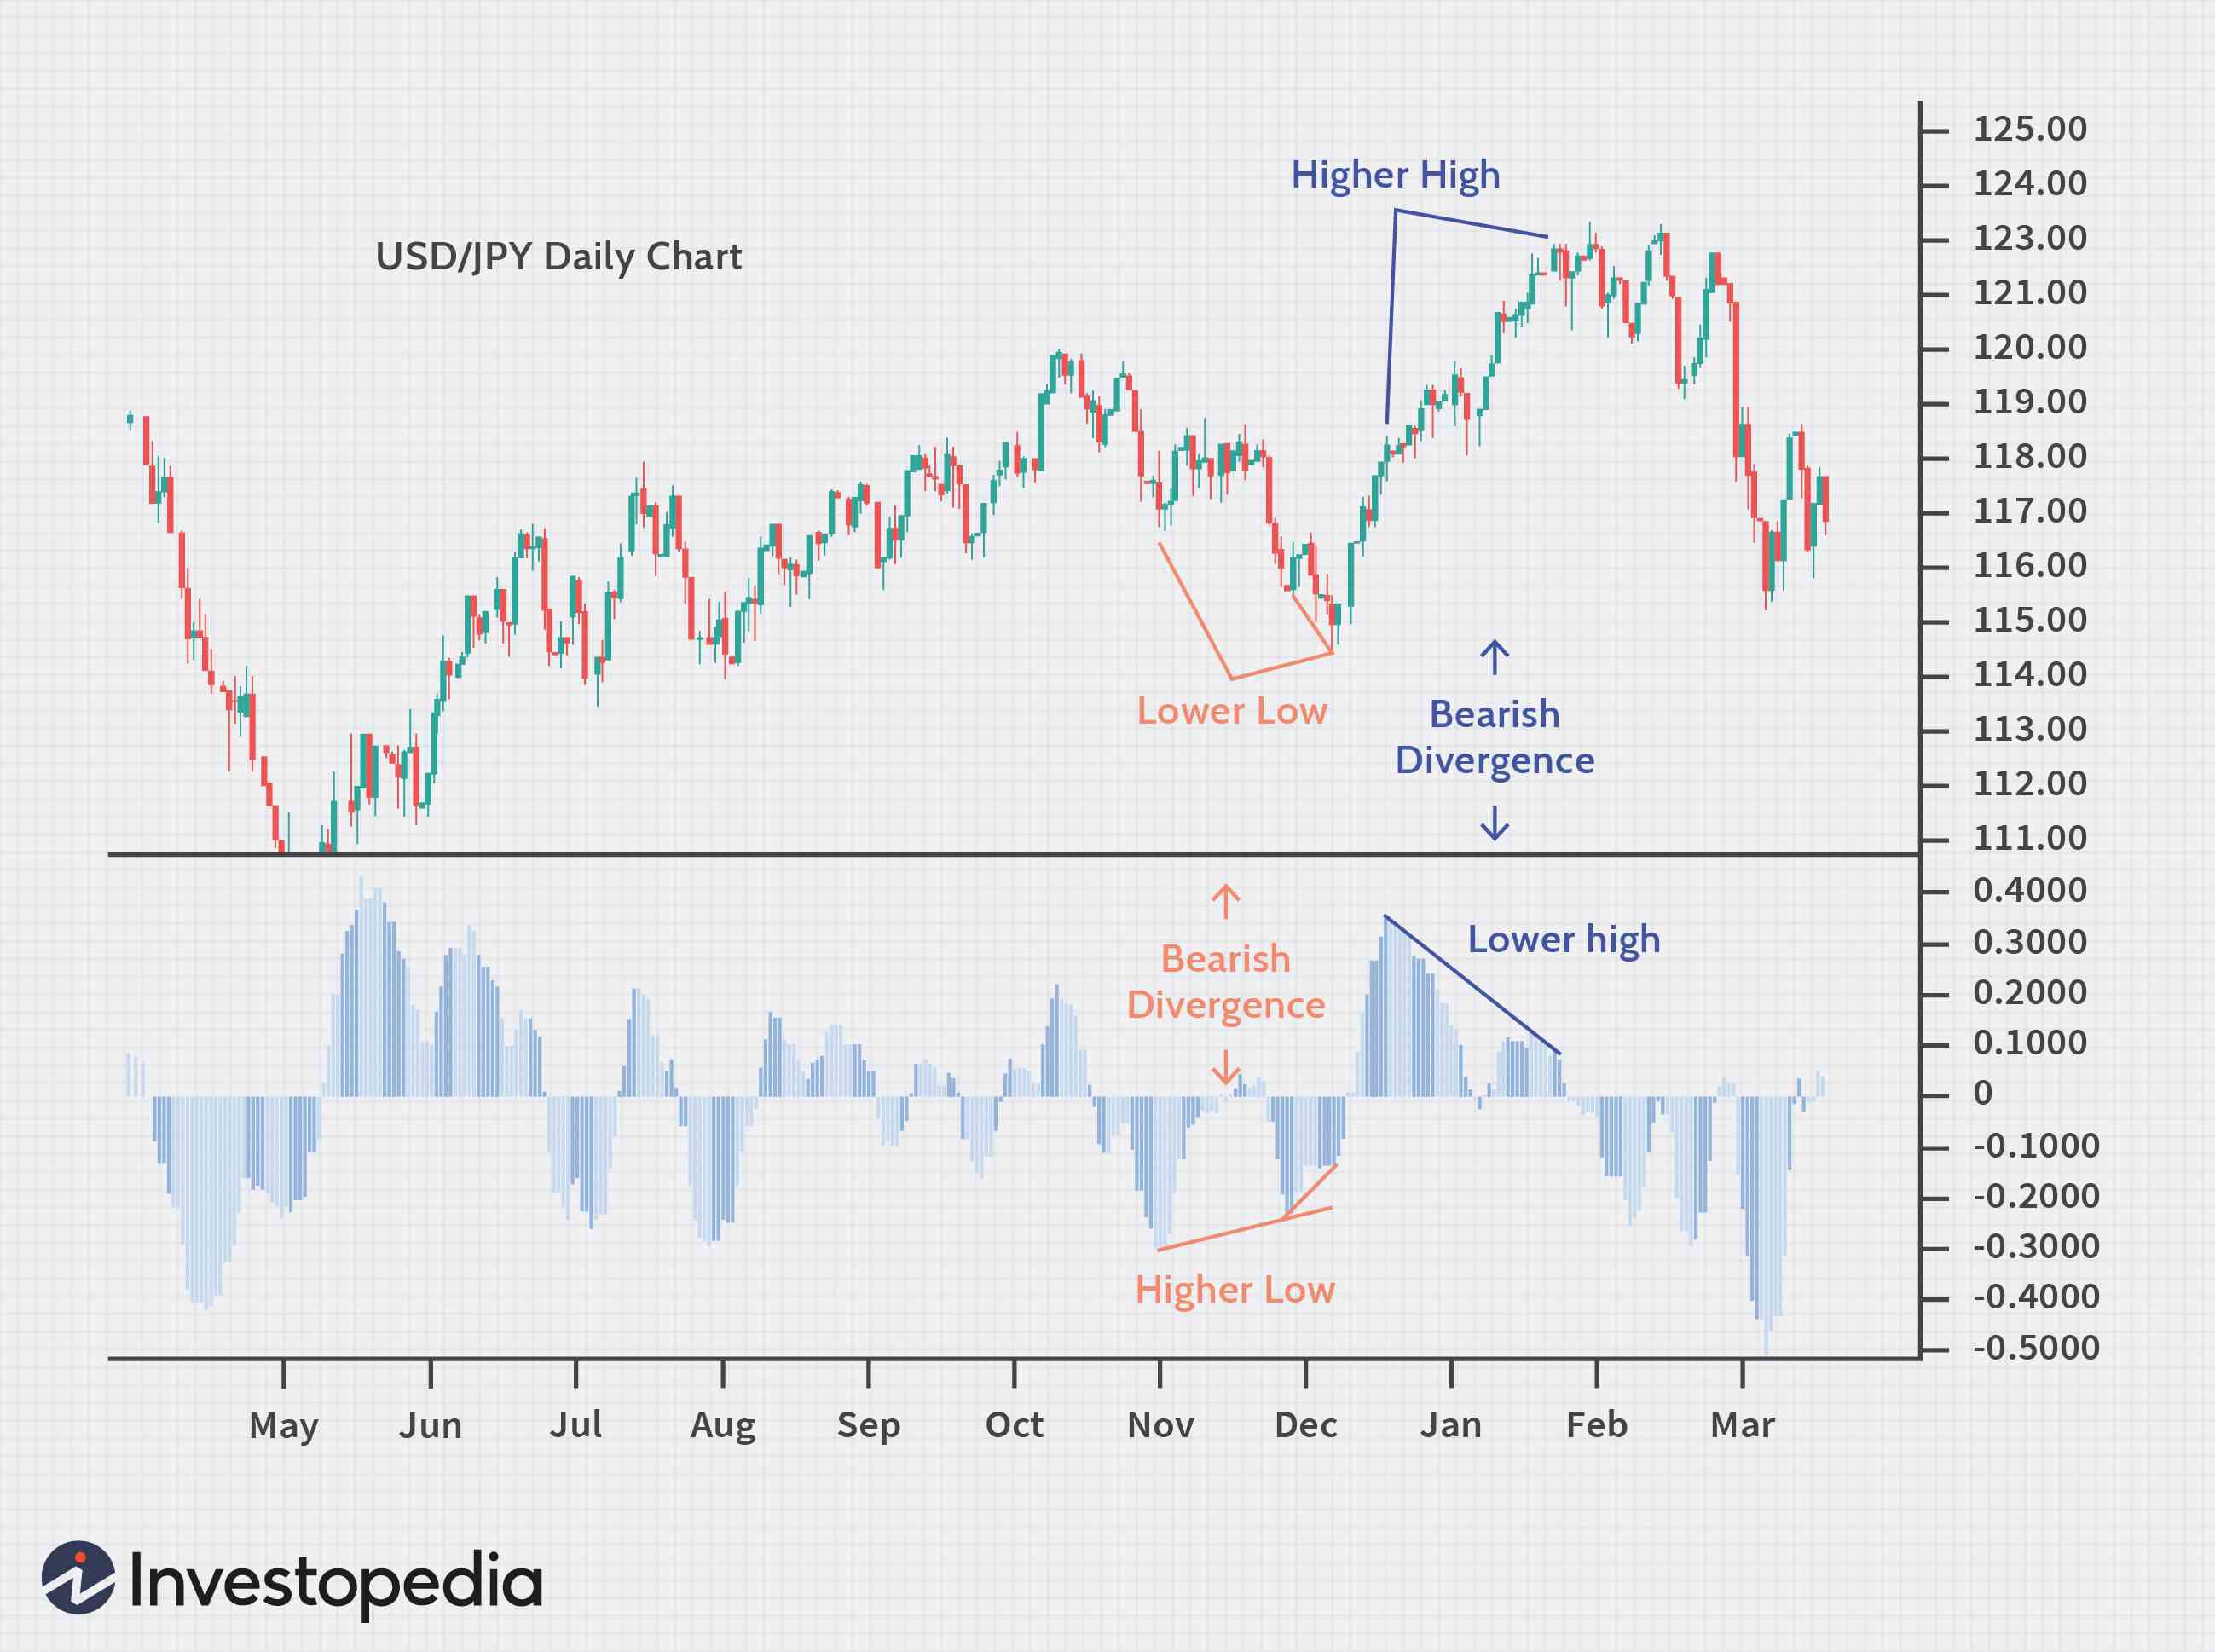 125.00
Higher High
124.00
USD/JPY Daily Chart
123.00
121.00
120.00
119.00
118.00
117.00
116.00
115.00
114.00
Lower Low
Bearish
Divergence
113.00
112.00
111.00
0.4000
Bearish
Divergence
Lower high
0.3000
0.2000
0.1000
0
-0.1000
-0.2000
-0.3000
Higher Low
-0.4000
-0.5000
May Jun Jul Aug Sep Oct Nov Dec Jan Feb Mar
Investopedia